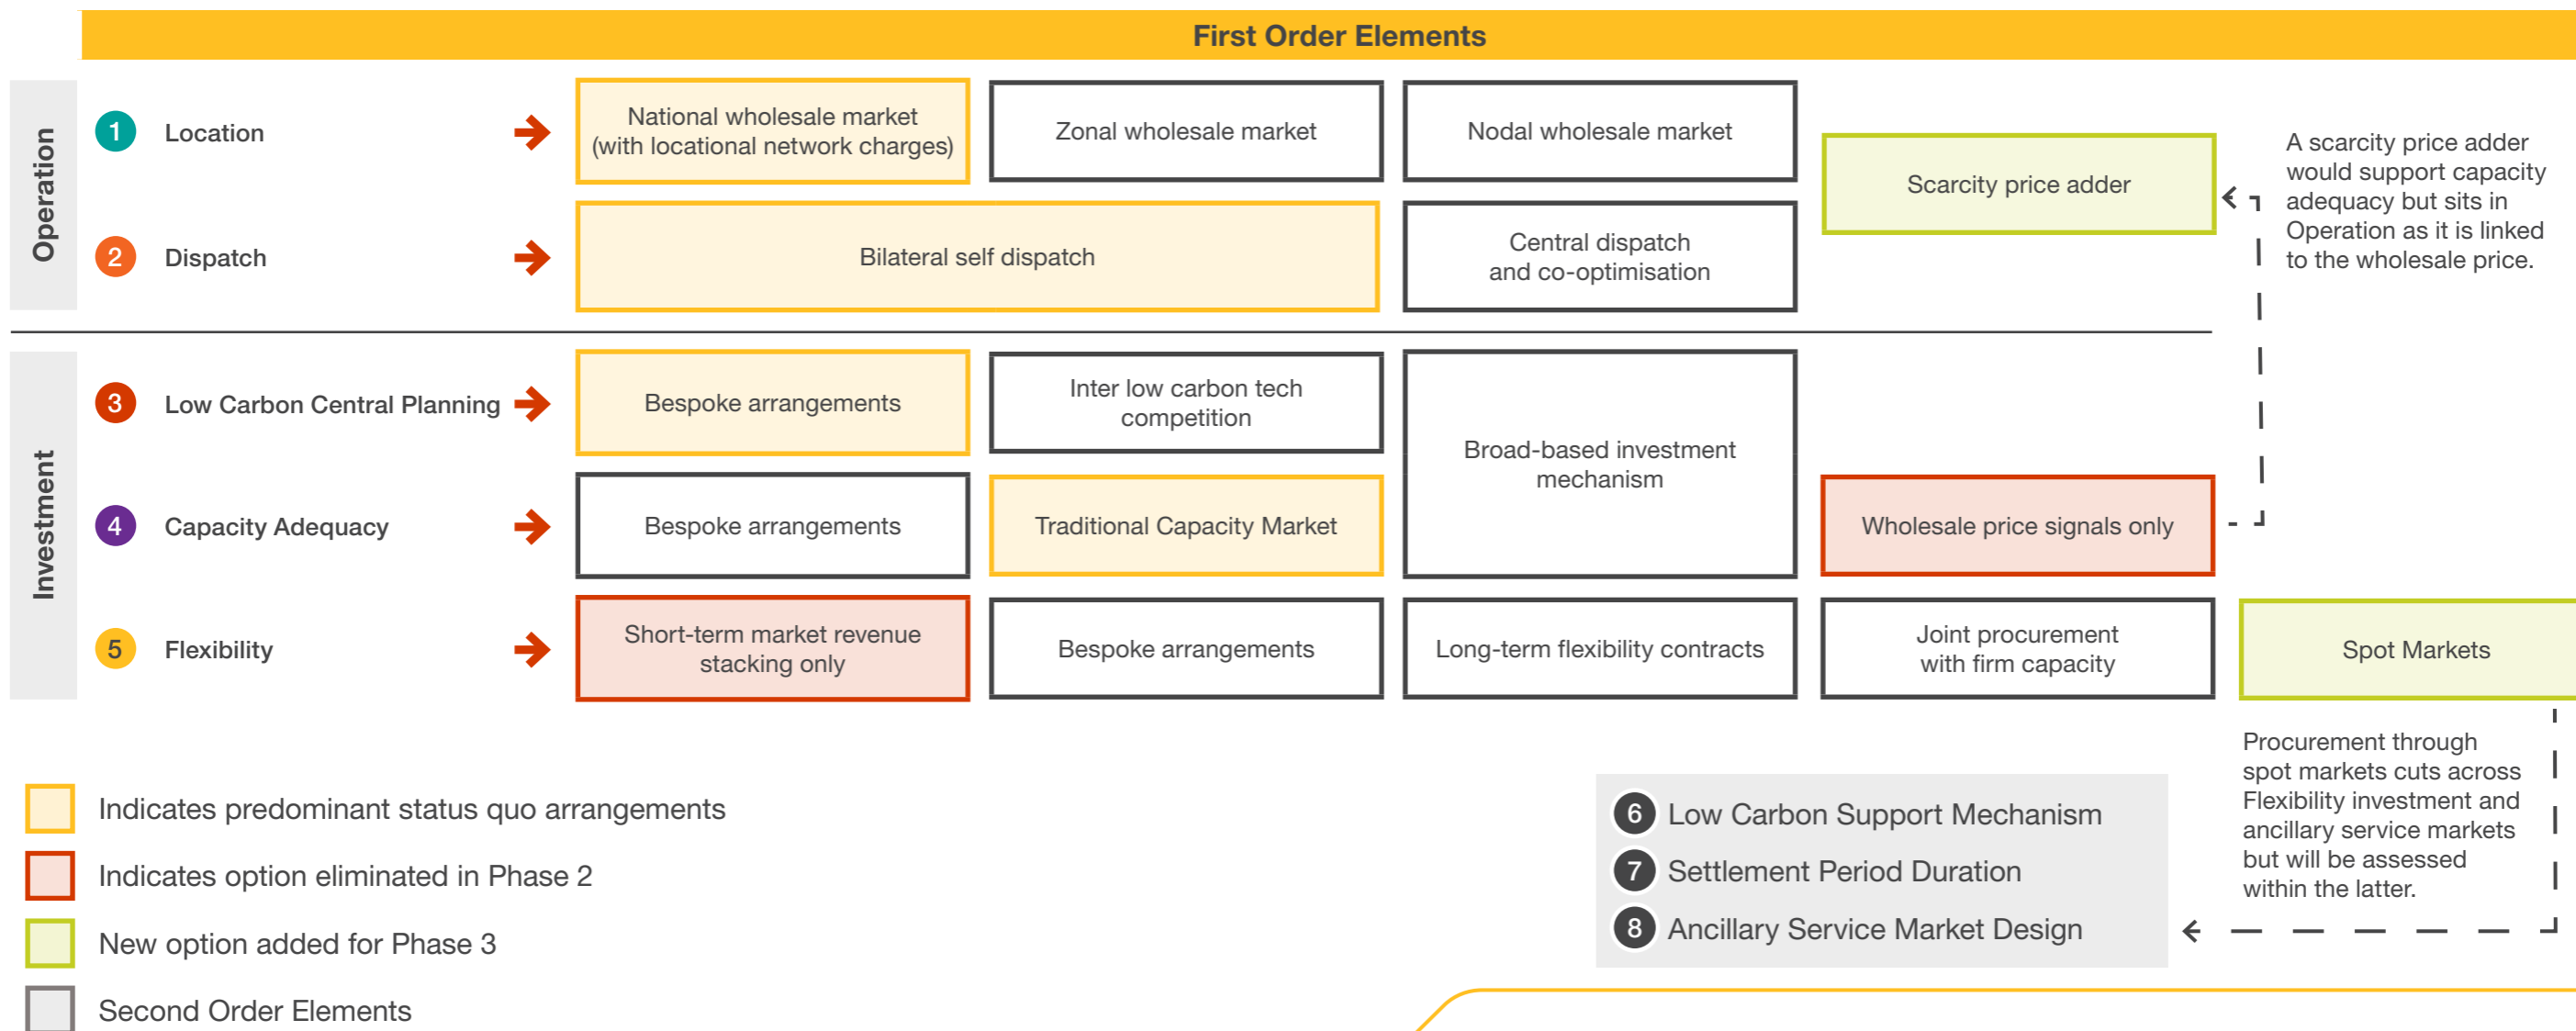 First Order Elements
Operation
1 Location
National wholesale market
(with locational network charges)
Zonal wholesale market
Nodal wholesale market
Scarcity price adder
A scarcity price adder
would support capacity
adequacy but sits in
Operation as it is linked
to the wholesale price.
2 Dispatch
Bilateral self dispatch
Central dispatch
and co-optimisation
Investment
3 Low Carbon Central Planning
Bespoke arrangements
Inter low carbon tech
competition
Broad-based investment
mechanism
4 Capacity Adequacy
Bespoke arrangements
Traditional Capacity Market
Wholesale price signals only
5 Flexibility
Short-term market revenue
stacking only
Bespoke arrangements
Long-term flexibility contracts
Joint procurement
with firm capacity
Spot Markets
Procurement through
spot markets cuts across
Flexibility investment and
ancillary service markets
but will be assessed
within the latter.
Indicates predominant status quo arrangements
Indicates option eliminated in Phase 2
New option added for Phase 3
Second Order Elements
6 Low Carbon Support Mechanism
7 Settlement Period Duration
8 Ancillary Service Market Design